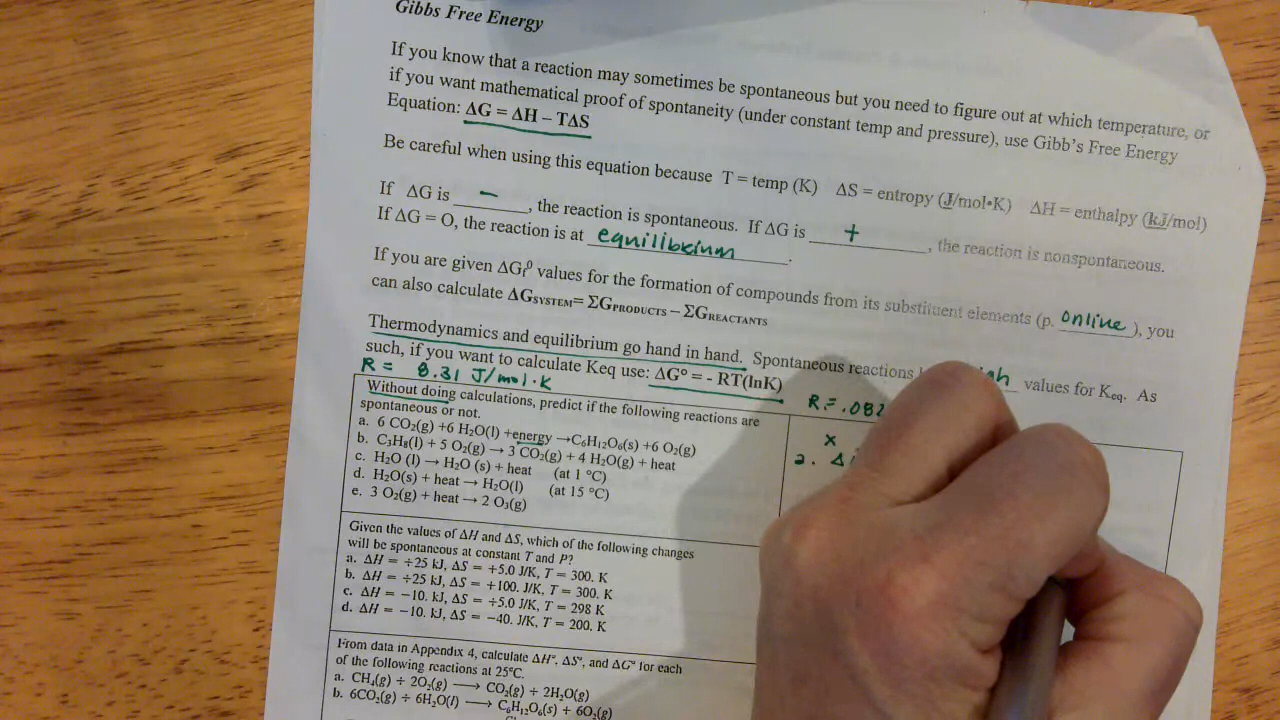 Gibbs Free Energy
If you know that a reaction may sometimes be spontaneous but you need to figure out at which temperature, or
if you want mathematical proof of spontaneity (under constant temp and pressure), use Gibb's Free Energy
Equation: ΔG = ΔH – TΔS
Be careful when using this equation because T = temp (K) ΔS = entropy (J/mol•K) ΔH = enthalpy (kJ/mol)
If ΔG is –, the reaction is spontaneous. If ΔG is +, the reaction is nonspontaneous.
If ΔG = O, the reaction is at equilibrium.
If you are given ΔGf⁰ values for the formation of compounds from its substituent elements (p. online), you
can also calculate ΔGSYSTEM= ΣGPRODUCTS – ΣGREACTANTS
Thermodynamics and equilibrium go hand in hand. Spontaneous reactions values for Keq. As
such, if you want to calculate Keq use: ΔG° = - RT(lnK)
R = 8.31 J/mol·K R = .082
Without doing calculations, predict if the following reactions are
spontaneous or not.
a. 6 CO₂(g) +6 H₂O(l) +energy →C₆H₁₂O₆(s) +6 O₂(g)
b. C₃H₈(l) + 5 O₂(g) → 3 CO₂(g) + 4 H₂O(g) + heat
c. H₂O (l) → H₂O (s) + heat (at 1 °C)
d. H₂O(s) + heat → H₂O(l) (at 15 °C)
e. 3 O₂(g) + heat → 2 O₃(g)
x
a. Δ
Given the values of ΔH and ΔS, which of the following changes
will be spontaneous at constant T and P?
a. ΔH = +25 kJ, ΔS = +5.0 J/K, T = 300. K
b. ΔH = +25 kJ, ΔS = +100. J/K, T = 300. K
c. ΔH = −10. kJ, ΔS = +5.0 J/K, T = 298 K
d. ΔH = −10. kJ, ΔS = −40. J/K, T = 200. K
From data in Appendix 4, calculate ΔH°, ΔS°, and ΔG° for each
of the following reactions at 25°C.
a. CH₄(g) + 2O₂(g) ⟶ CO₂(g) + 2H₂O(g)
b. 6CO₂(g) + 6H₂O(l) ⟶ C₆H₁₂O₆(s) + 6O₂(g)